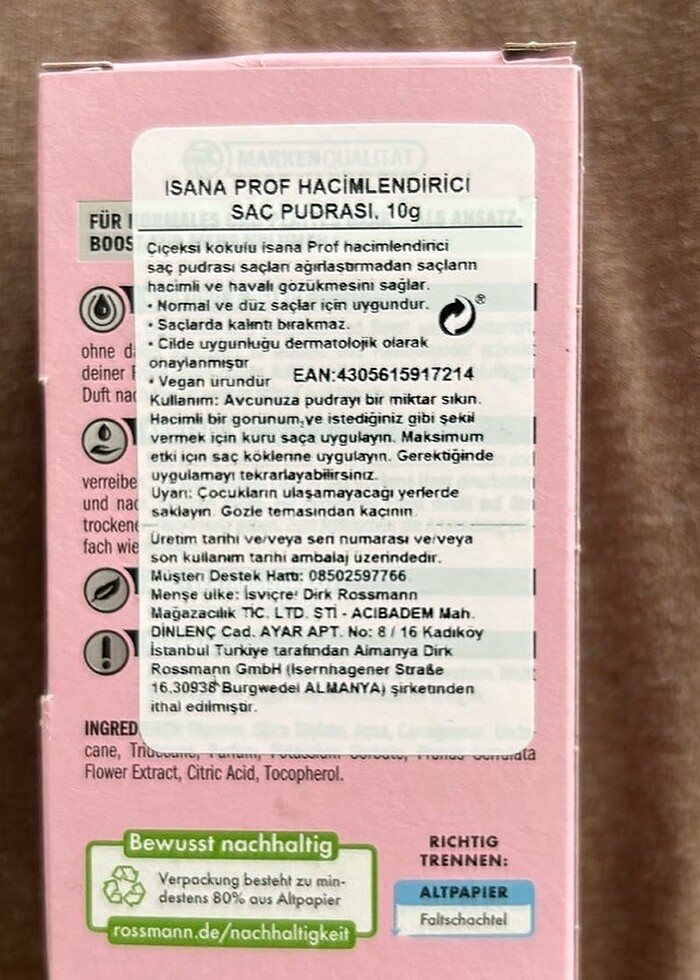 MARKENQUALITÄT
ISANA PROF HACİMLENDİRİCİ
SAÇ PUDRASI, 10g
FÜR
BOOS
Çiçeksi kokulu isana Prof hacimlendirici
saç pudrası saçları ağırlaştırmadan saçların
hacimli ve havalı gözükmesini sağlar.
• Normal ve düz saçlar için uygundur.
• Saçlarda kalıntı bırakmaz.
• Cilde uygunluğu dermatolojik olarak
onaylanmıştır
• Vegan üründür EAN:4305615917214
Kullanım: Avcunuza pudrayı bir miktar sıkın.
Hacimli bir görünüm,ve istediğiniz gibi şekil
vermek için kuru saça uygulayın. Maksimum
etki için saç köklerine uygulayın. Gerektiğinde
uygulamayı tekrarlayabilirsiniz.
Uyarı: Çocukların ulaşamayacağı yerlerde
saklayın. Gözle temasından kaçının.
Üretim tarihi ve/veya seri numarası ve/veya
son kullanım tarihi ambalaj üzerindedir.
Müşteri Destek Hattı: 08502597766
Menşe ülke: İsviçre! Dirk Rossmann
Mağazacılık TİC. LTD. ŞTİ - ACIBADEM Mah.
DİNLENÇ Cad. AYAR APT. No: 8 / 16 Kadıköy
İstanbul Türkiye tarafından Almanya Dirk
Rossmann GmbH (Isernhagener Straße
16,30938 Burgwedel ALMANYA) şirketinden
ithal edilmiştir.
ohne
deiner
Duft
verreibe
und
trockene
fach wie
INGRED
cane,
Flower Extract, Citric Acid, Tocopherol.
Bewusst nachhaltig
Verpackung besteht zu min-
destens 80% aus Altpapier
rossmann.de/nachhaltigkeit
RICHTIG
TRENNEN:
ALTPAPIER
Faltschachtel